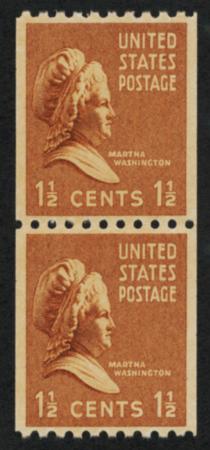 UNITED
STATES
POSTAGE
MARTHA
WASHINGTON
1½ CENTS 1½
UNITED
STATES
POSTAGE
MARTHA
WASHINGTON
1½ CENTS 1½